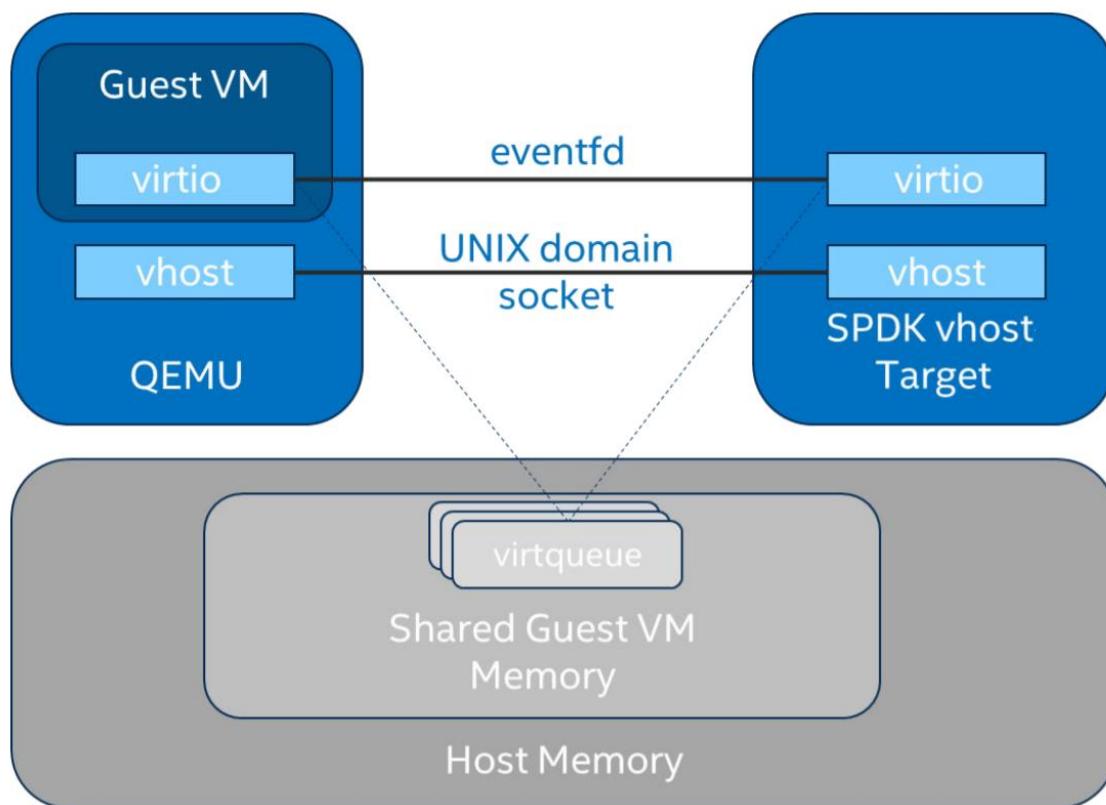 Guest VM
virtio
vhost
QEMU
eventfd
UNIX domain
socket
virtio
vhost
SPDK vhost
Target
virtqueue
Shared Guest VM
Memory
Host Memory